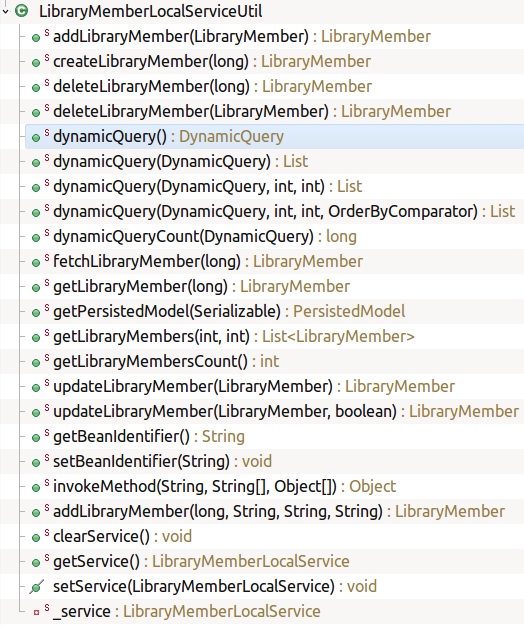 LibraryMemberLocalServiceUtil
S addLibraryMember(LibraryMember) : LibraryMember
S createLibraryMember(long) : LibraryMember
S deleteLibraryMember(long) : LibraryMember
S deleteLibraryMember(LibraryMember) : LibraryMember
S dynamicQuery() : DynamicQuery
S dynamicQuery(DynamicQuery) : List
S dynamicQuery(DynamicQuery, int, int) : List
S dynamicQuery(DynamicQuery, int, int, OrderByComparator) : List
S dynamicQueryCount(DynamicQuery) : long
S fetchLibraryMember(long) : LibraryMember
S getLibraryMember(long) : LibraryMember
S getPersistedModel(Serializable) : PersistedModel
S getLibraryMembers(int, int) : List<LibraryMember>
S getLibraryMembersCount() : int
S updateLibraryMember(LibraryMember) : LibraryMember
S updateLibraryMember(LibraryMember, boolean) : LibraryMember
S getBeanIdentifier() : String
S setBeanIdentifier(String) : void
S invokeMethod(String, String[], Object[]) : Object
S addLibraryMember(long, String, String, String) : LibraryMember
S clearService() : void
S getService() : LibraryMemberLocalService
setService(LibraryMemberLocalService) : void
S _service : LibraryMemberLocalService